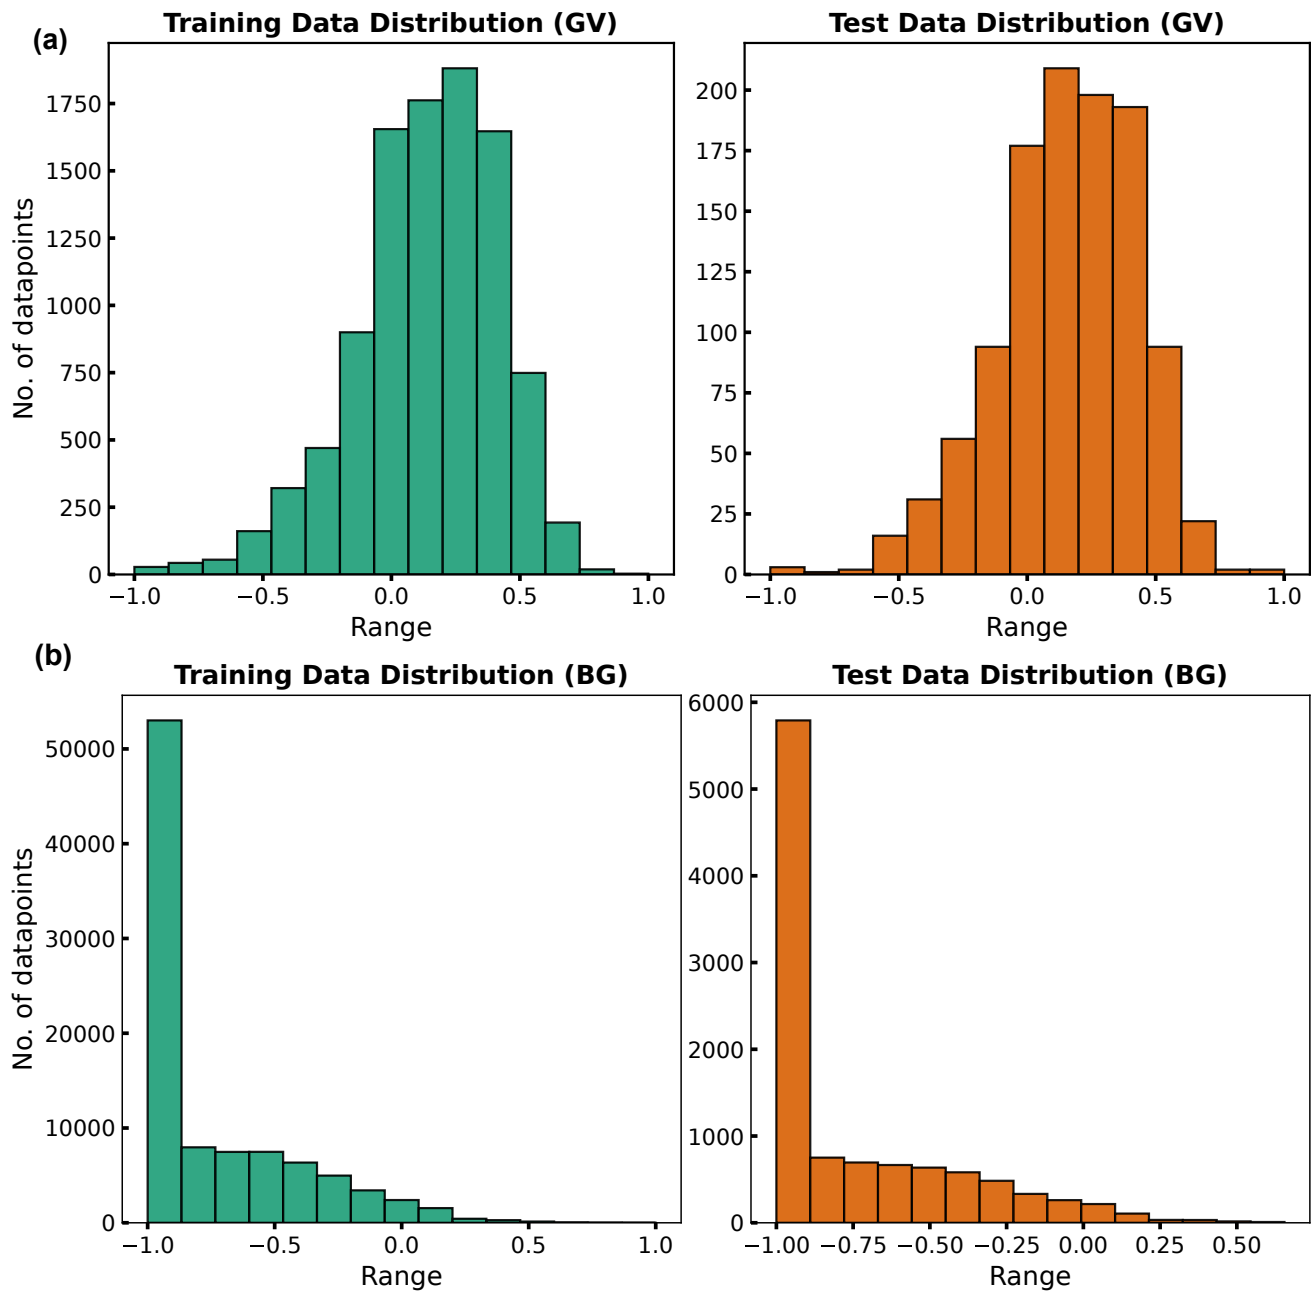 (a)
Training Data Distribution (GV)
Test Data Distribution (GV)
No. of datapoints
1750
1500
1250
1000
750
500
250
0
−1.0 −0.5 0.0 0.5 1.0
Range
200
175
150
125
100
75
50
25
0
−1.0 −0.5 0.0 0.5 1.0
Range
(b)
Training Data Distribution (BG)
Test Data Distribution (BG)
No. of datapoints
50000
40000
30000
20000
10000
0
−1.0 −0.5 0.0 0.5 1.0
Range
6000
5000
4000
3000
2000
1000
0
−1.00 −0.75 −0.50 −0.25 0.00 0.25 0.50
Range